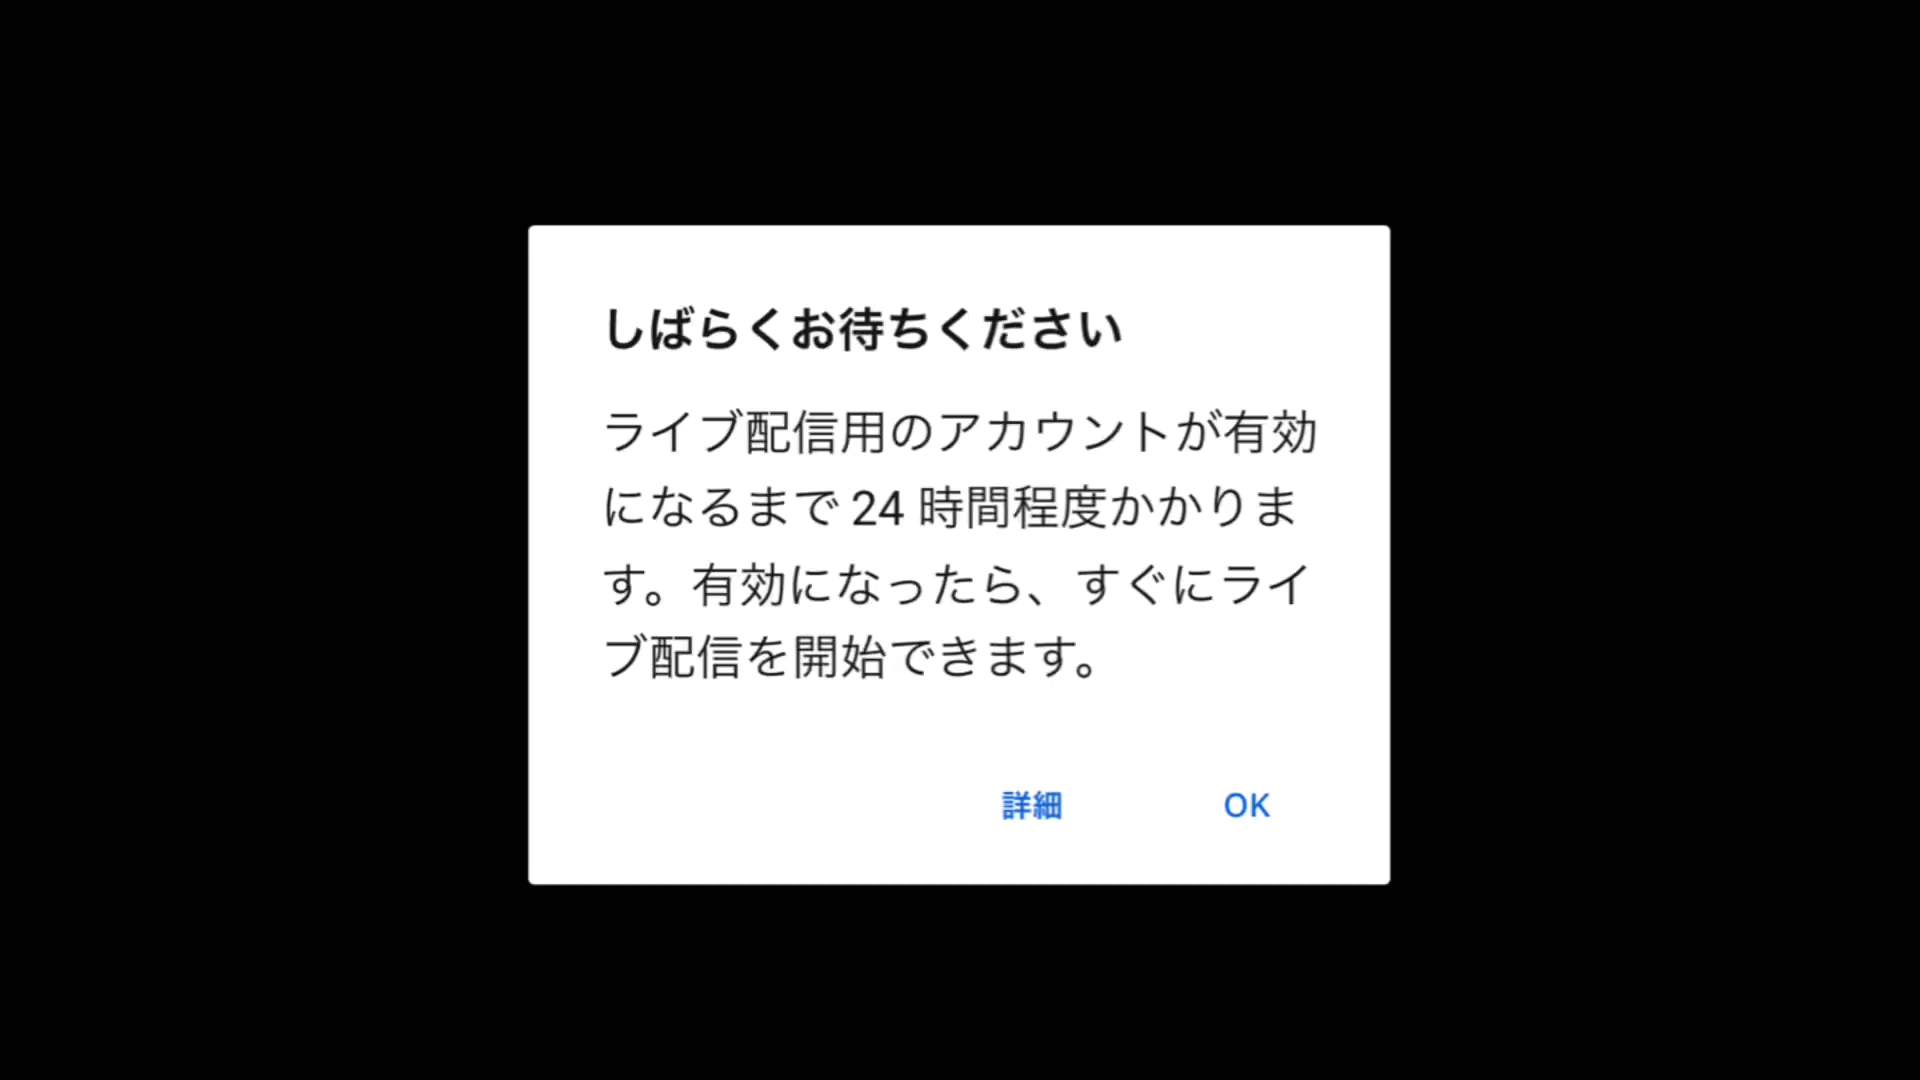 しばらくお待ちください
ライブ配信用のアカウントが有効
になるまで 24 時間程度かかりま
す。有効になったら、すぐにライ
ブ配信を開始できます。
詳細 OK